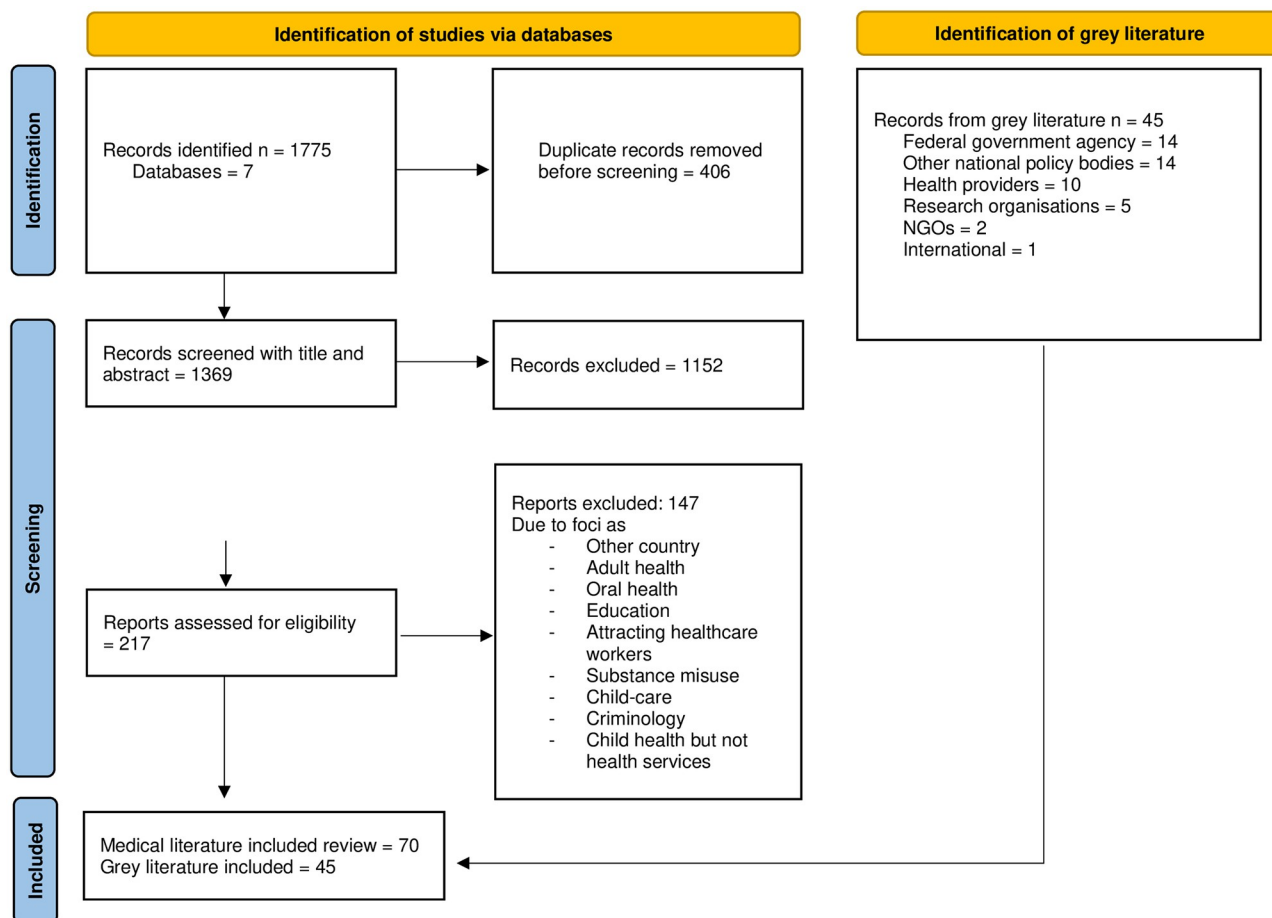 Identification of studies via databases
Identification of grey literature
Identification
Records identified n = 1775
Databases = 7
Duplicate records removed
before screening = 406
Records from grey literature n = 45
Federal government agency = 14
Other national policy bodies = 14
Health providers = 10
Research organisations = 5
NGOs = 2
International = 1
Screening
Records screened with title and
abstract = 1369
Records excluded = 1152
Reports assessed for eligibility
= 217
Reports excluded: 147
Due to foci as
- Other country
- Adult health
- Oral health
- Education
- Attracting healthcare
workers
- Substance misuse
- Child-care
- Criminology
- Child health but not
health services
Included
Medical literature included review = 70
Grey literature included = 45